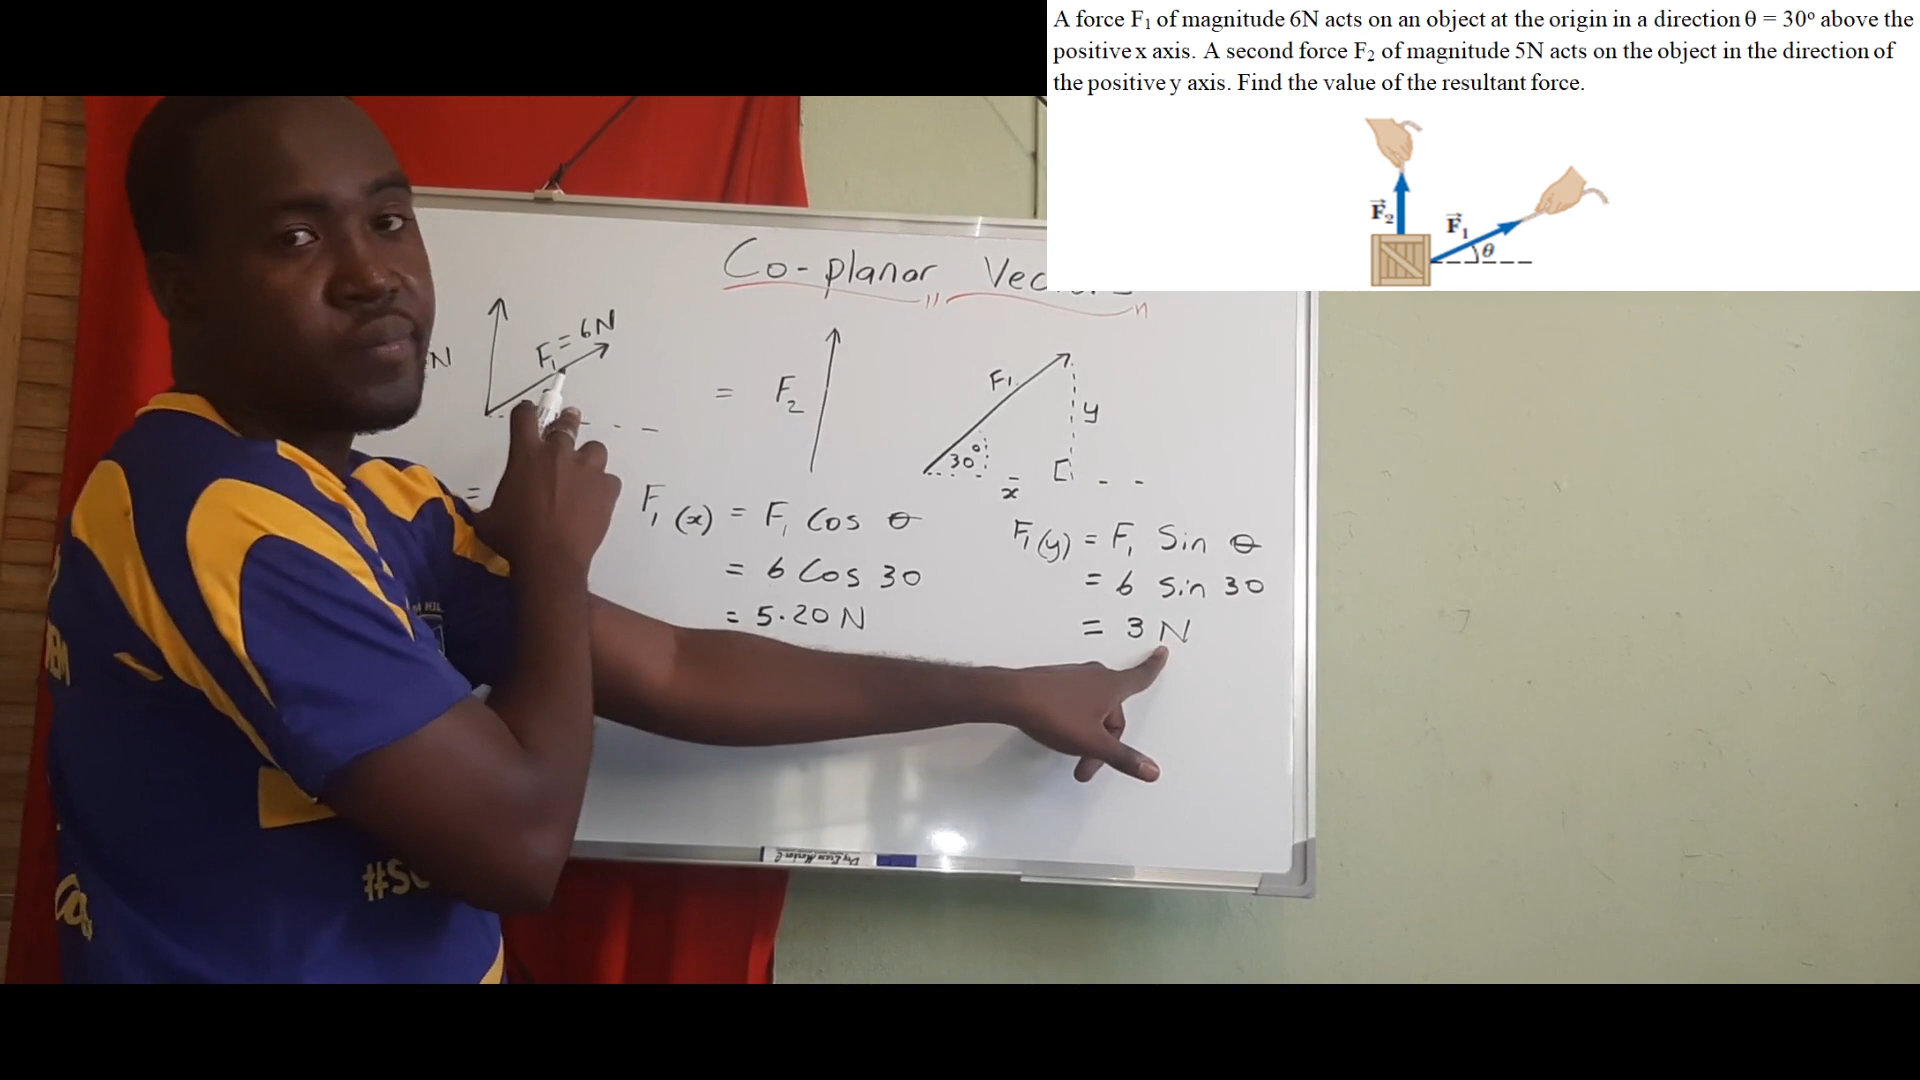 A force F₁ of magnitude 6N acts on an object at the origin in a direction θ = 30° above the
positive x axis. A second force F₂ of magnitude 5N acts on the object in the direction of
the positive y axis. Find the value of the resultant force.
F⃗₂
F⃗₁
θ
Co-planar Vec
N
F₁ = 6N
= F₂
F₁
y
30°
x
=
F₁(x) = F₁ Cos θ
= 6 Cos 30
= 5.20 N
F₁(y) = F₁ Sin θ
= 6 Sin 30
= 3 N
#S